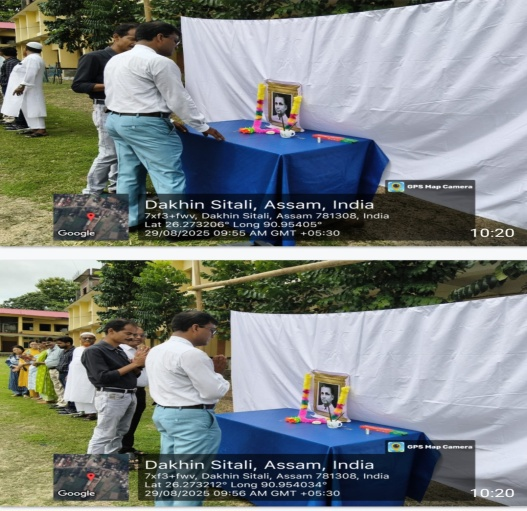 GPS Map Camera
Dakhin Sitali, Assam, India
7xf3+fwv, Dakhin Sitali, Assam 781308, India
Lat 26.273206° Long 90.95405°
29/08/2025 09:55 AM GMT +05:30
Google
10:20
GPS Map Camera
Dakhin Sitali, Assam, India
7xf3+fwv, Dakhin Sitali, Assam 781308, India
Lat 26.273212° Long 90.954034°
29/08/2025 09:56 AM GMT +05:30
Google
10:20